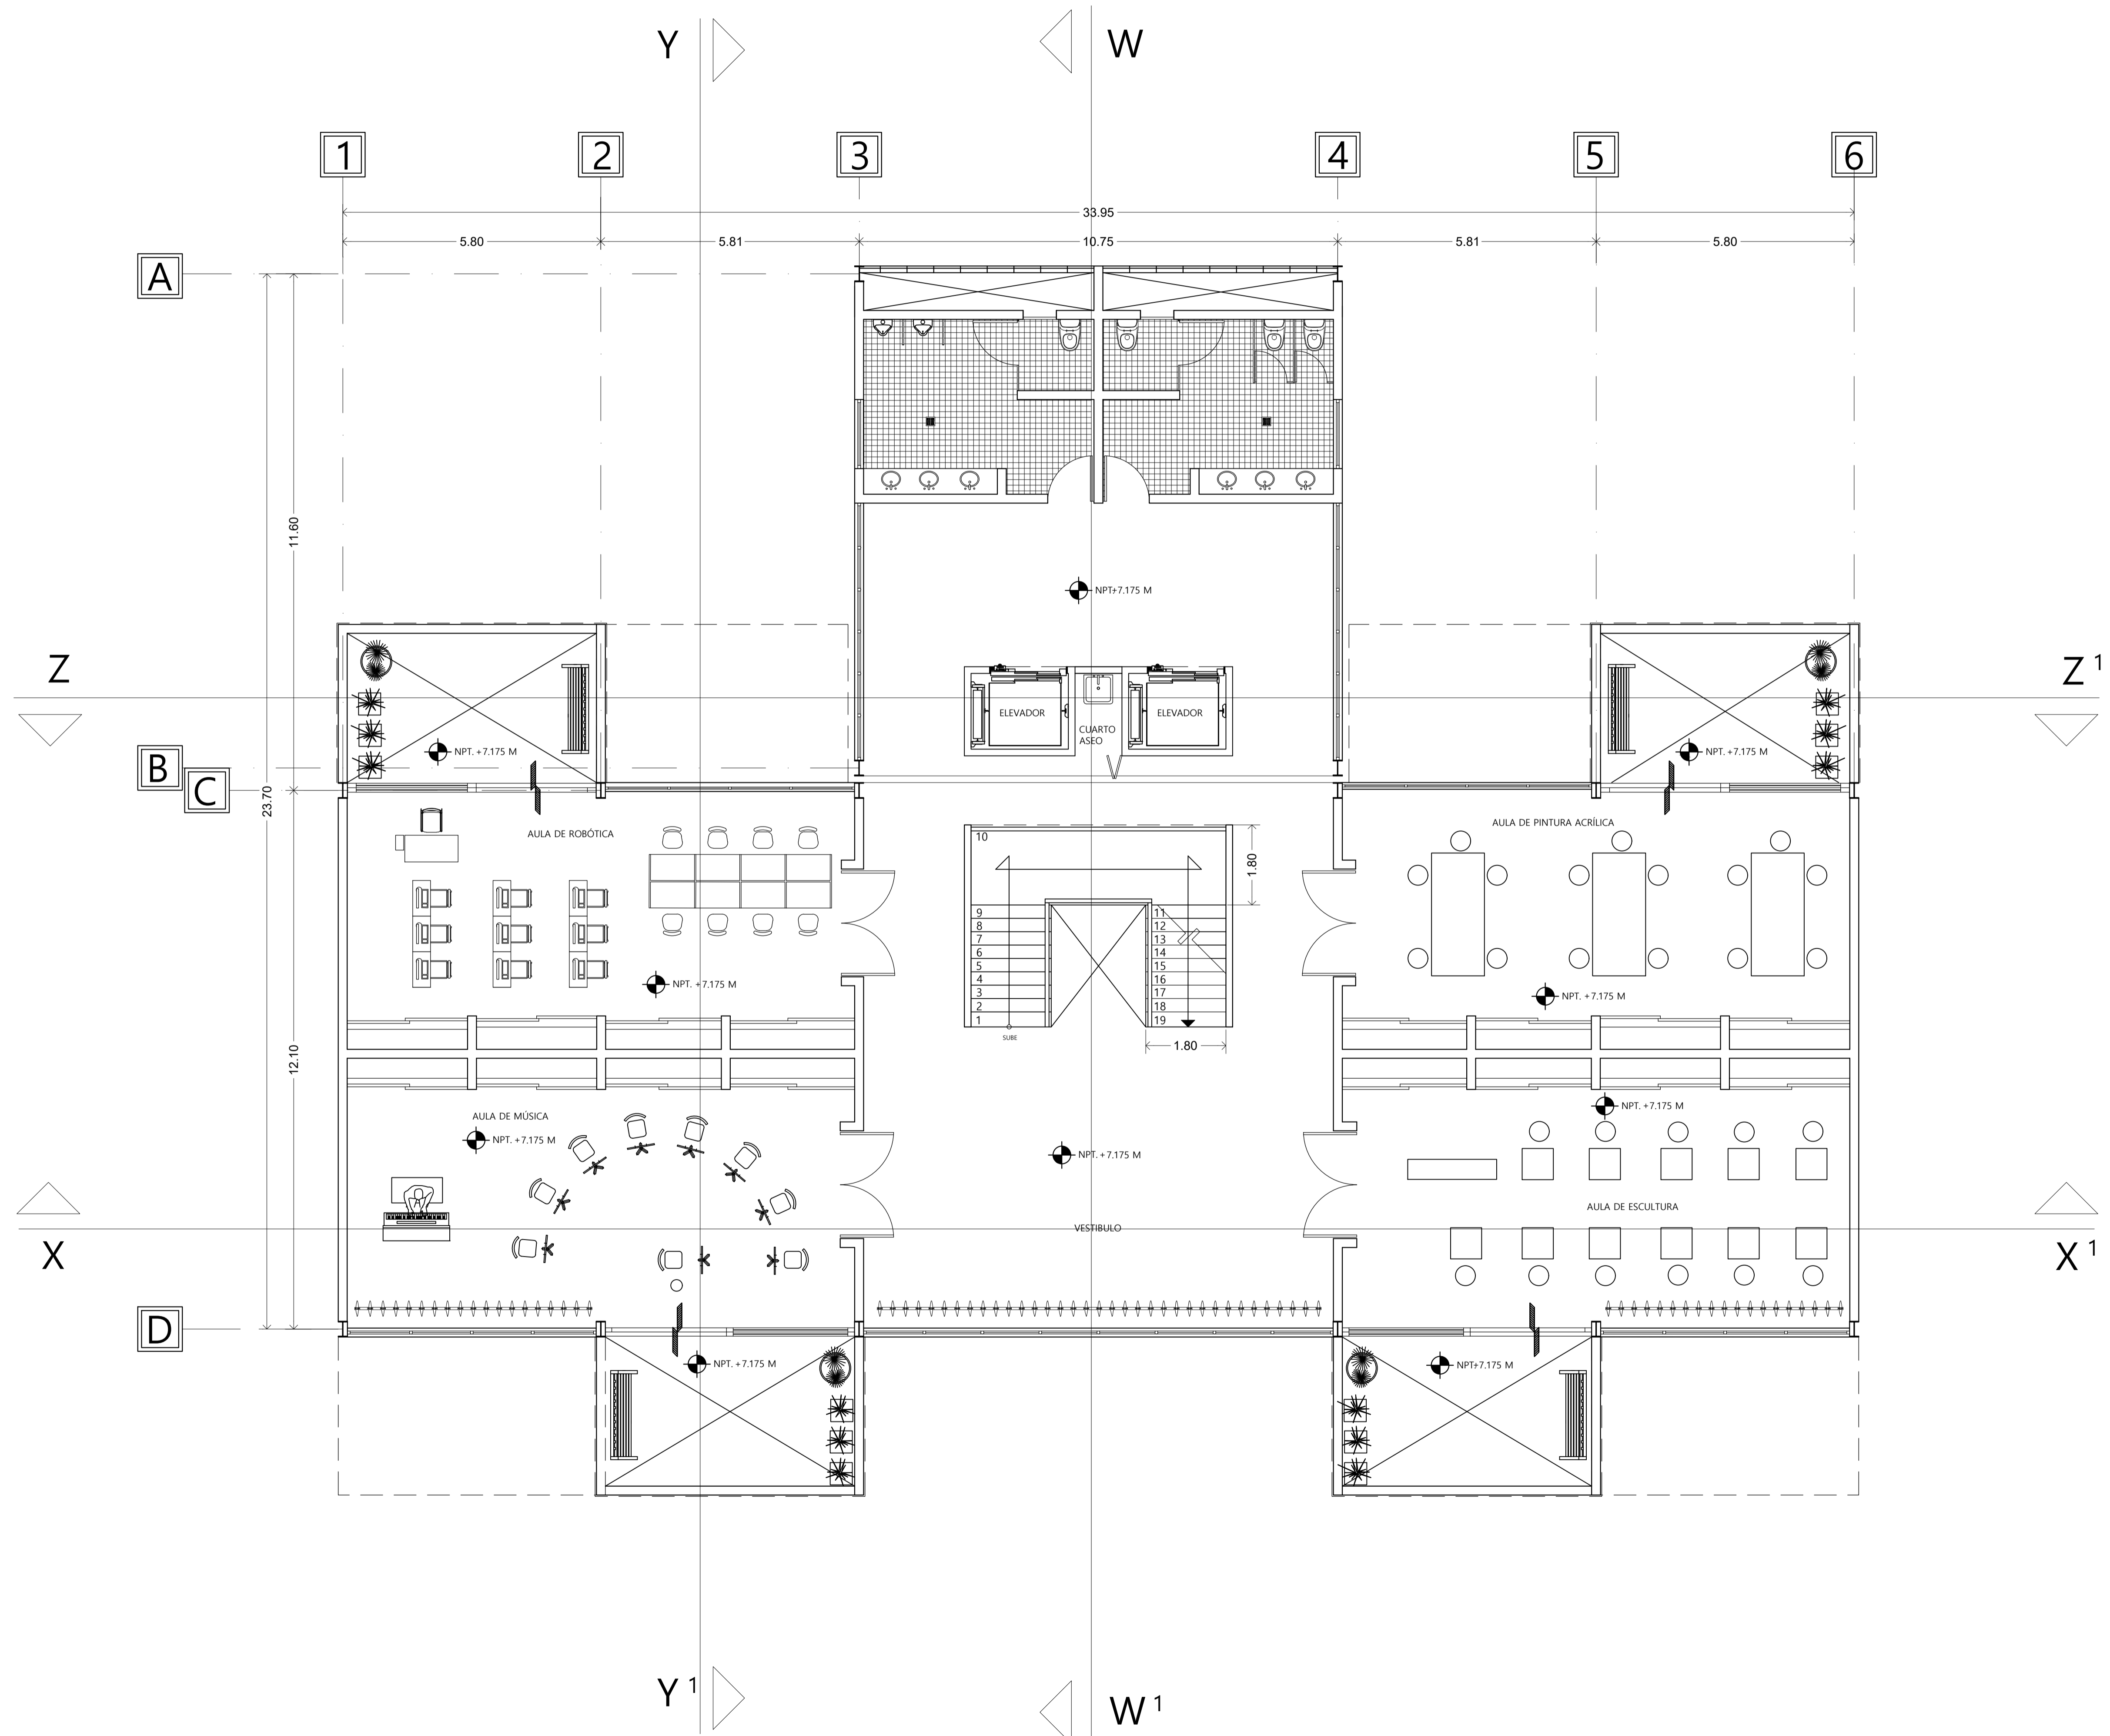 Y
W
1
2
3
4
5
6
33.95
5.80
5.81
10.75
5.81
5.80
A
11.60
NPT+7.175 M
Z
Z 1
ELEVADOR
ELEVADOR
CUARTO
ASEO
NPT. +7.175 M
NPT. +7.175 M
B
C
23.70
AULA DE ROBÓTICA
AULA DE PINTURA ACRÍLICA
10
1.80
9
8
7
6
5
4
3
2
1
11
12
13
14
15
16
17
18
19
SUBE
1.80
NPT. +7.175 M
NPT. +7.175 M
12.10
AULA DE MÚSICA
NPT. +7.175 M
NPT. +7.175 M
NPT. +7.175 M
AULA DE ESCULTURA
VESTIBULO
X
X 1
D
NPT. +7.175 M
NPT+7.175 M
Y 1
W 1